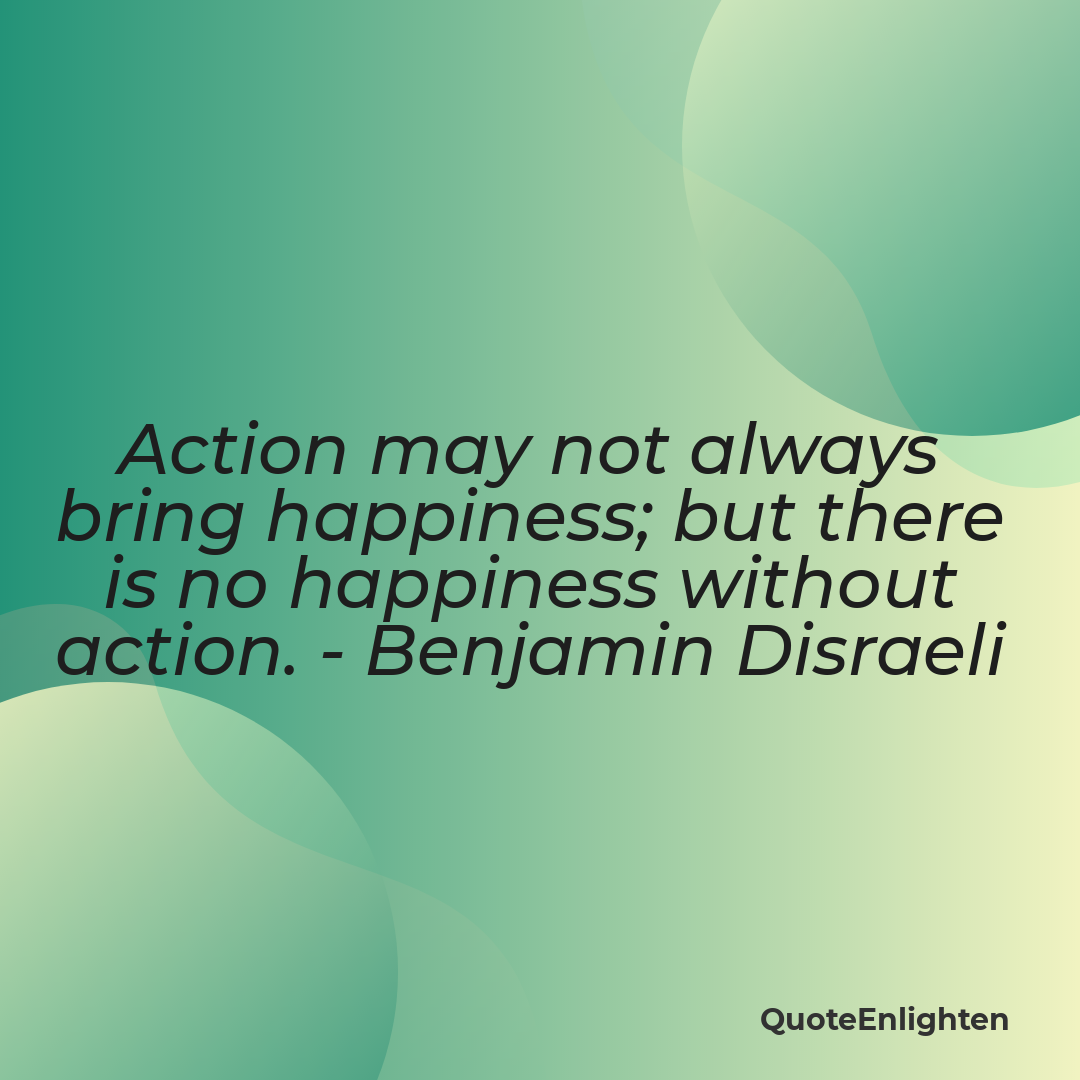 Action may not always
bring happiness; but there
is no happiness without
action. - Benjamin Disraeli
QuoteEnlighten